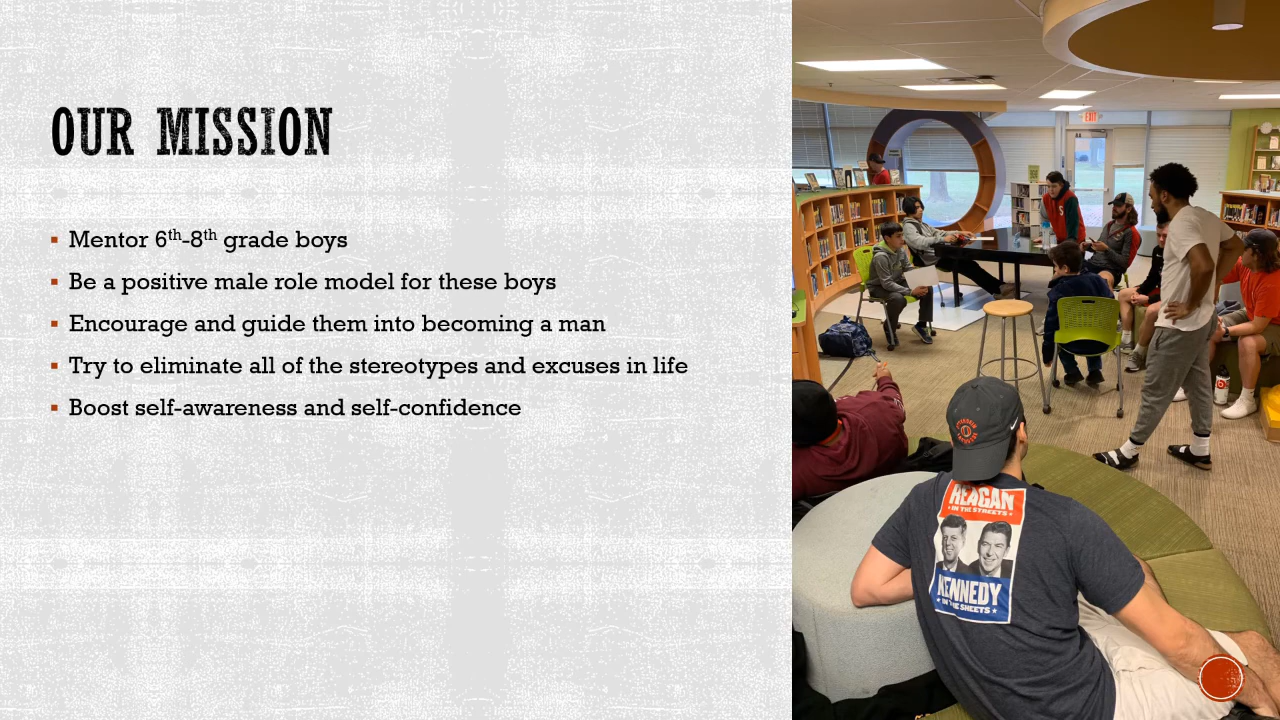 OUR MISSION
Mentor 6th-8th grade boys
Be a positive male role model for these boys
Encourage and guide them into becoming a man
Try to eliminate all of the stereotypes and excuses in life
Boost self-awareness and self-confidence
EXIT
REAGAN
IN THE STREETS
KENNEDY
IN THE SHEETS